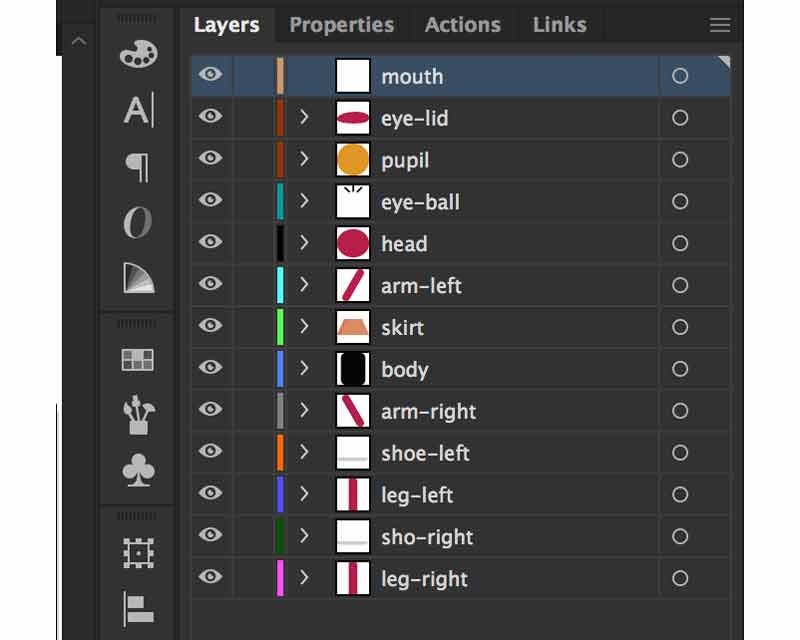 Layers Properties Actions Links
mouth
eye-lid
pupil
eye-ball
head
arm-left
skirt
body
arm-right
shoe-left
leg-left
sho-right
leg-right